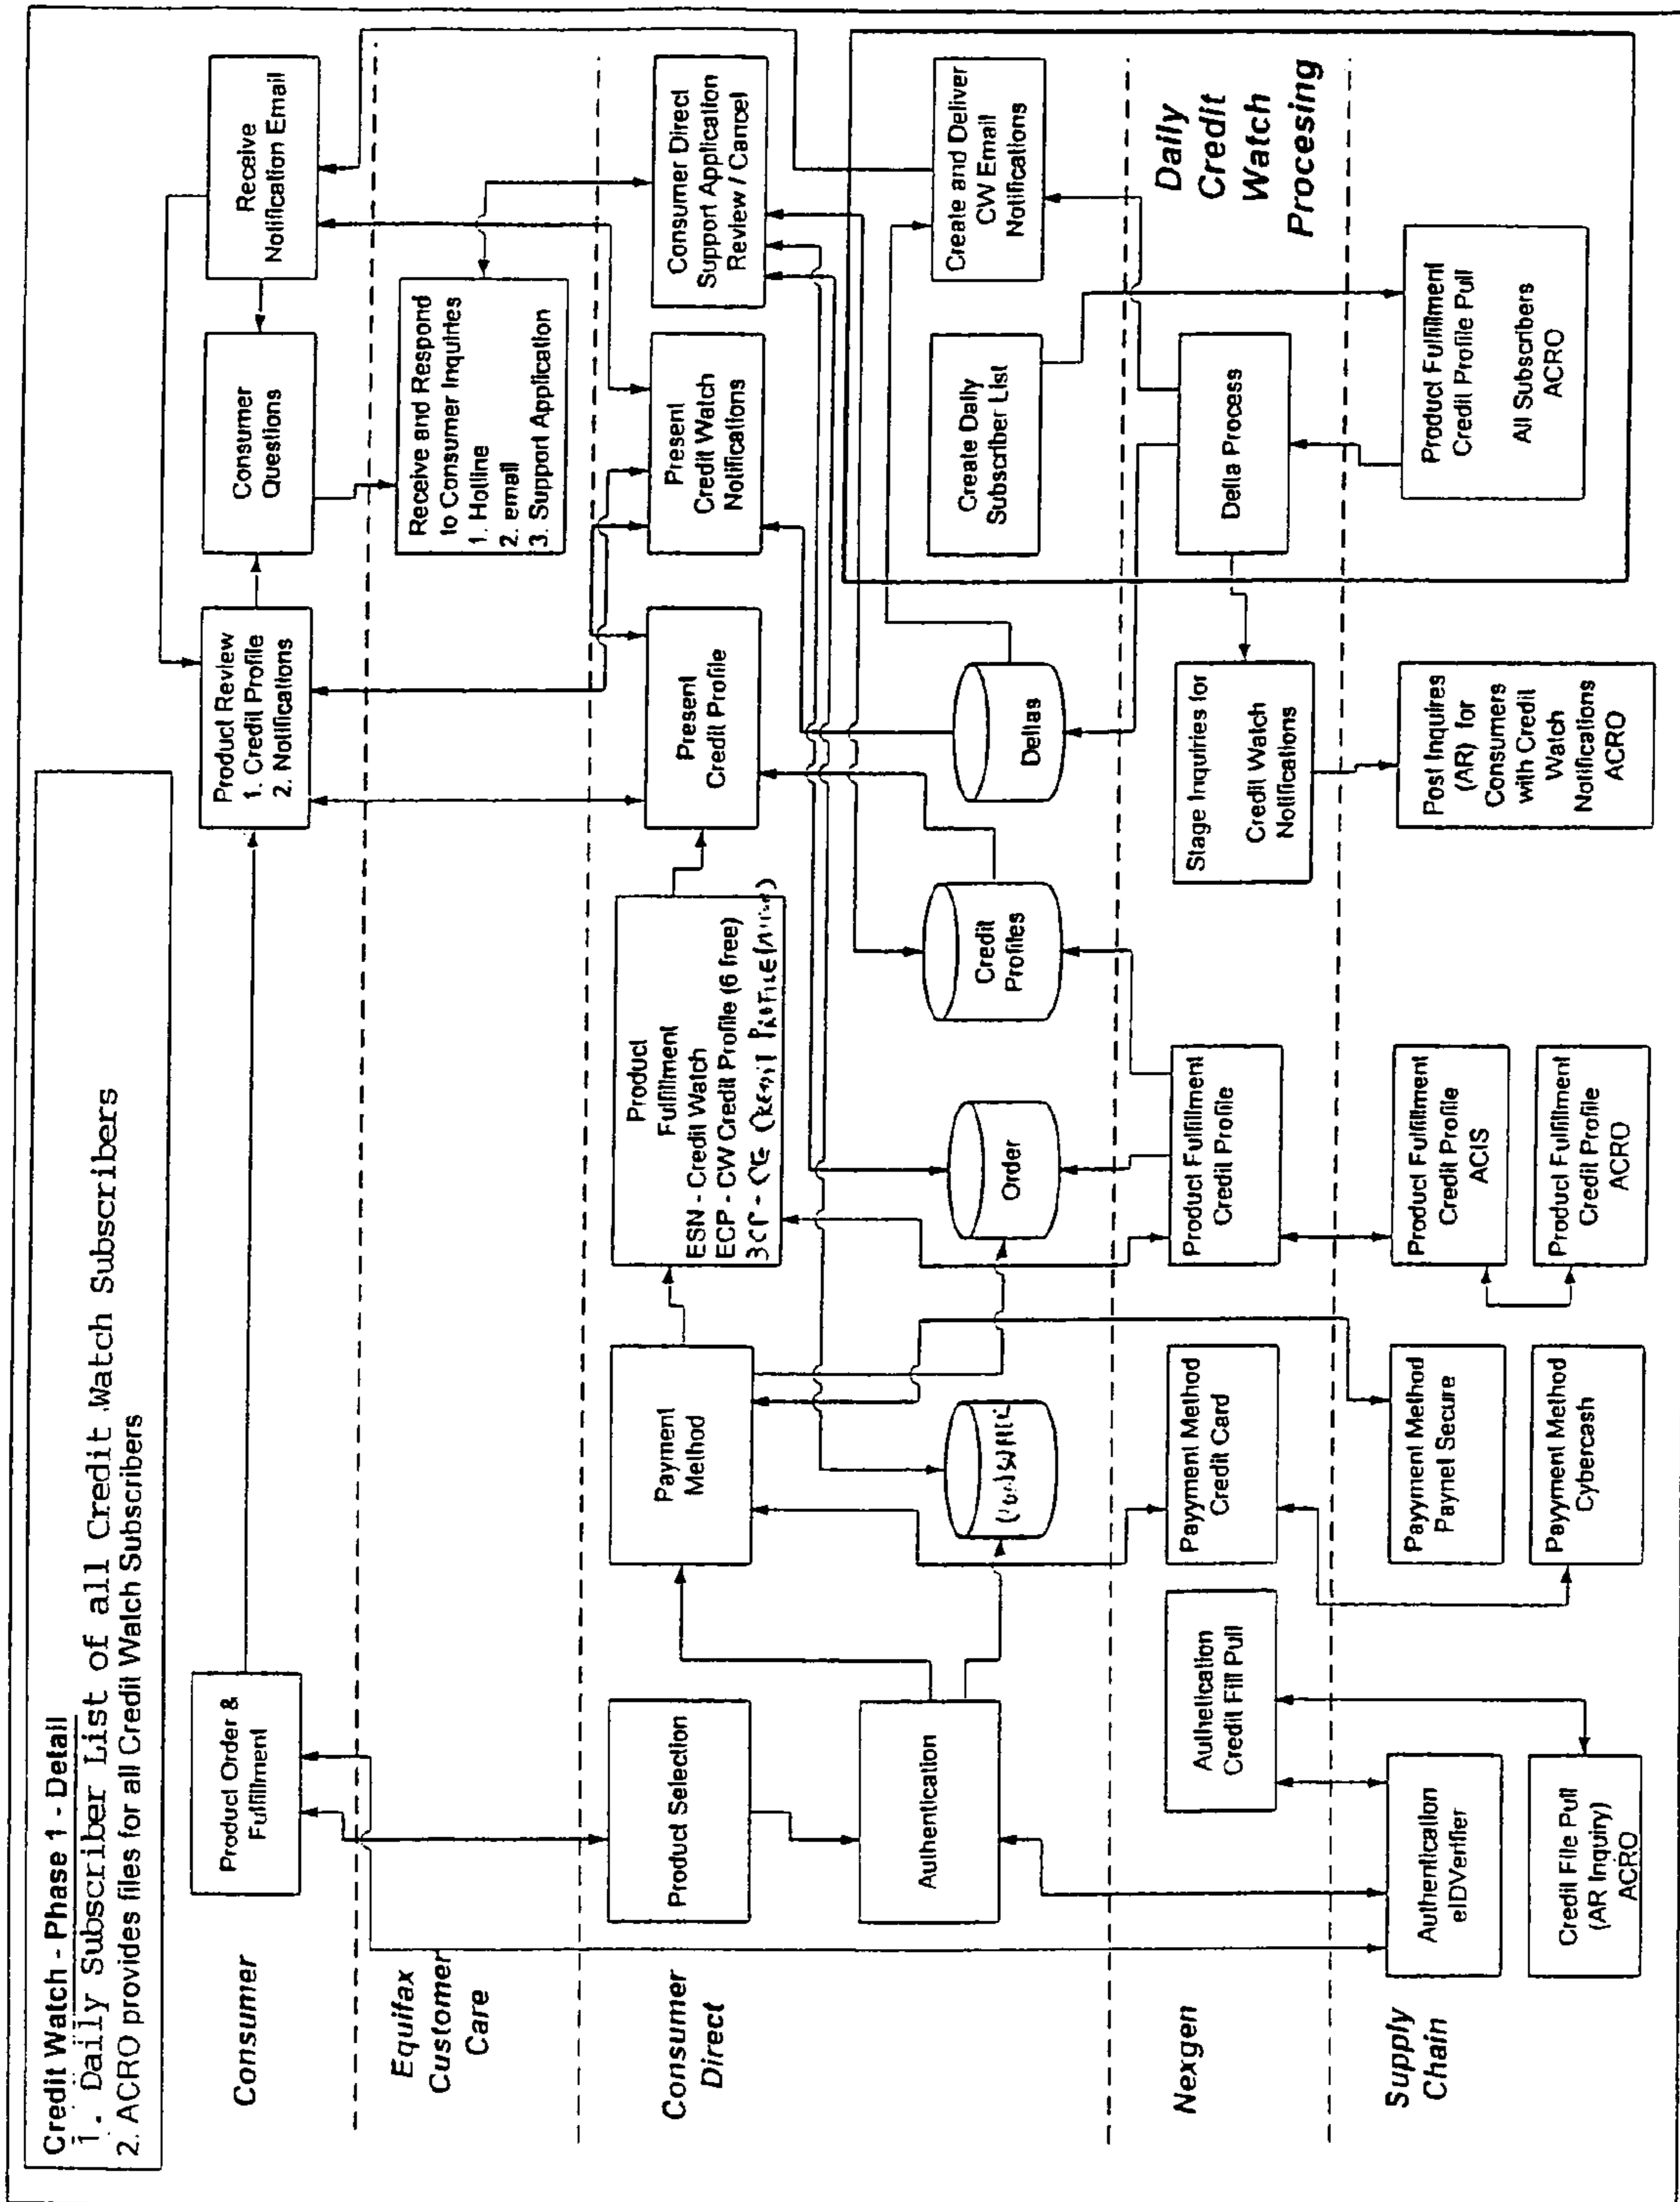 Credit Watch - Phase 1 - Detail
1. Daily Subscriber List of all Credit Watch Subscribers
2. ACRO provides files for all Credit Watch Subscribers
Consumer
Product Order &
Fulfillment
Product Review
1. Credit Profile
2. Notifications
Consumer
Questions
Receive
Notification Email
Equifax
Customer
Care
Receive and Respond
to Consumer Inquiries
1. Hotline
2. email
3. Support Application
Consumer
Direct
Product Selection
Authentication
Payment
Method
Product
Fulfillment
ESN - Credit Watch
ECP - CW Credit Profile (6 free)
Present
Credit Profile
Present
Credit Watch
Notifications
Consumer Direct
Support Application
Review / Cancel
Order
Credit
Profiles
Deltas
Create Daily
Subscriber List
Create and Deliver
CW Email
Notifications
Nexgen
Authetication
Credit Fill Pull
Payyment Method
Credit Card
Product Fulfillment
Credit Profile
Stage Inquiries for
Credit Watch
Notifications
Delta Process
Daily
Credit
Watch
Procesing
Supply
Chain
Authentication
eIDVerifier
Credit File Pull
(AR Inquiry)
ACRO
Payyment Method
Paynet Secure
Payyment Method
Cybercash
Product Fulfillment
Credit Profile
ACIS
Product Fulfillment
Credit Profile
ACRO
Post Inquires
(AR) for
Consumers
with Credit
Watch
Notifications
ACRO
Product Fulfillment
Credit Profile Pull
All Subscribers
ACRO